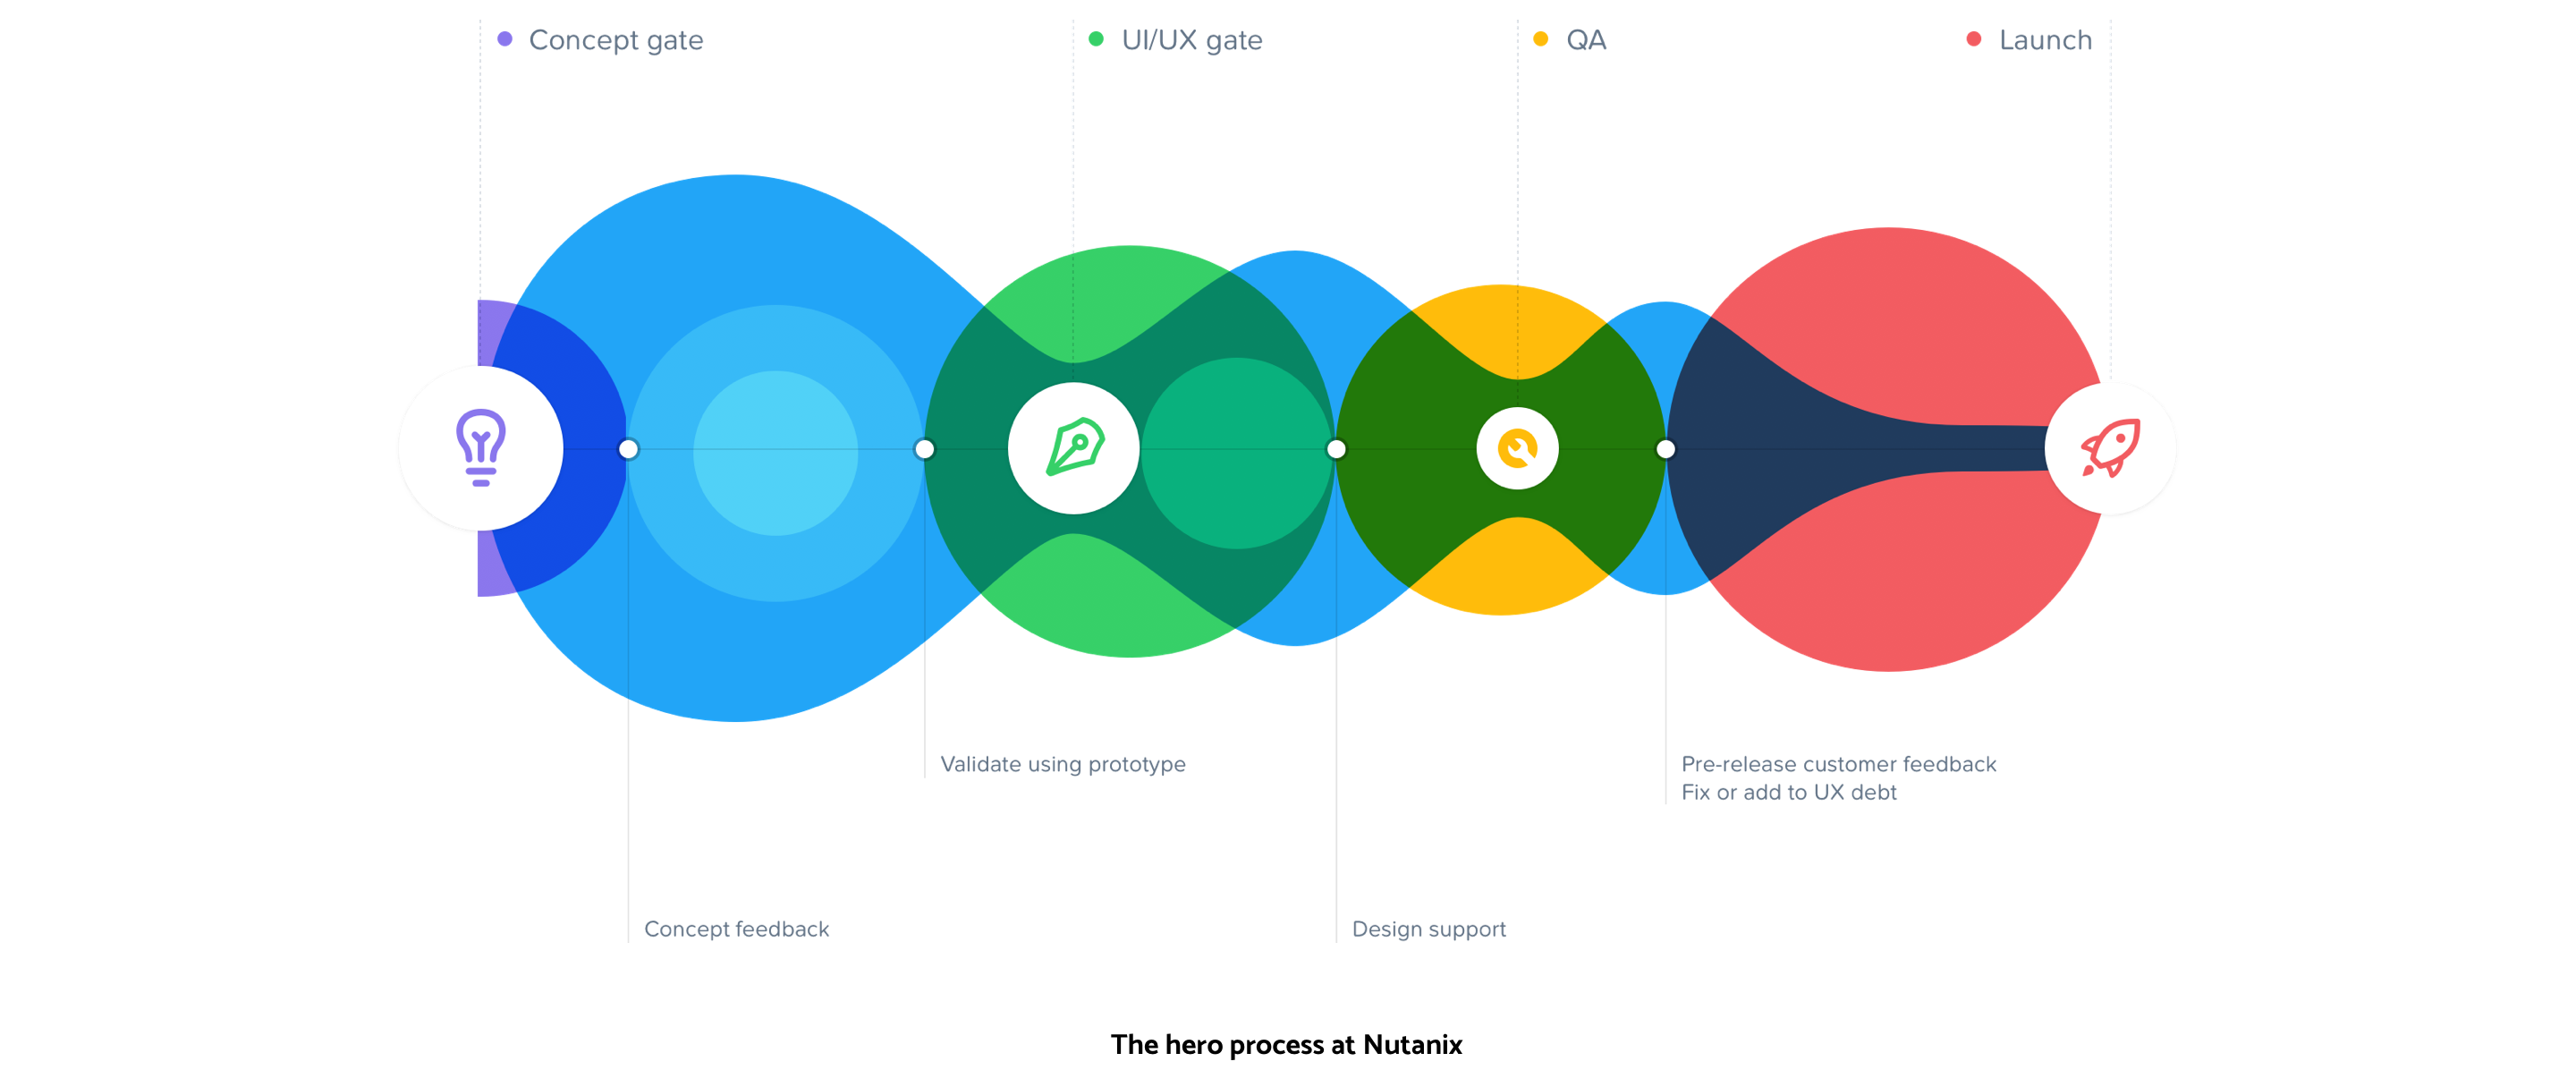 Concept gate
UI/UX gate
QA
Launch
Validate using prototype
Pre-release customer feedback
Fix or add to UX debt
Concept feedback
Design support
The hero process at Nutanix